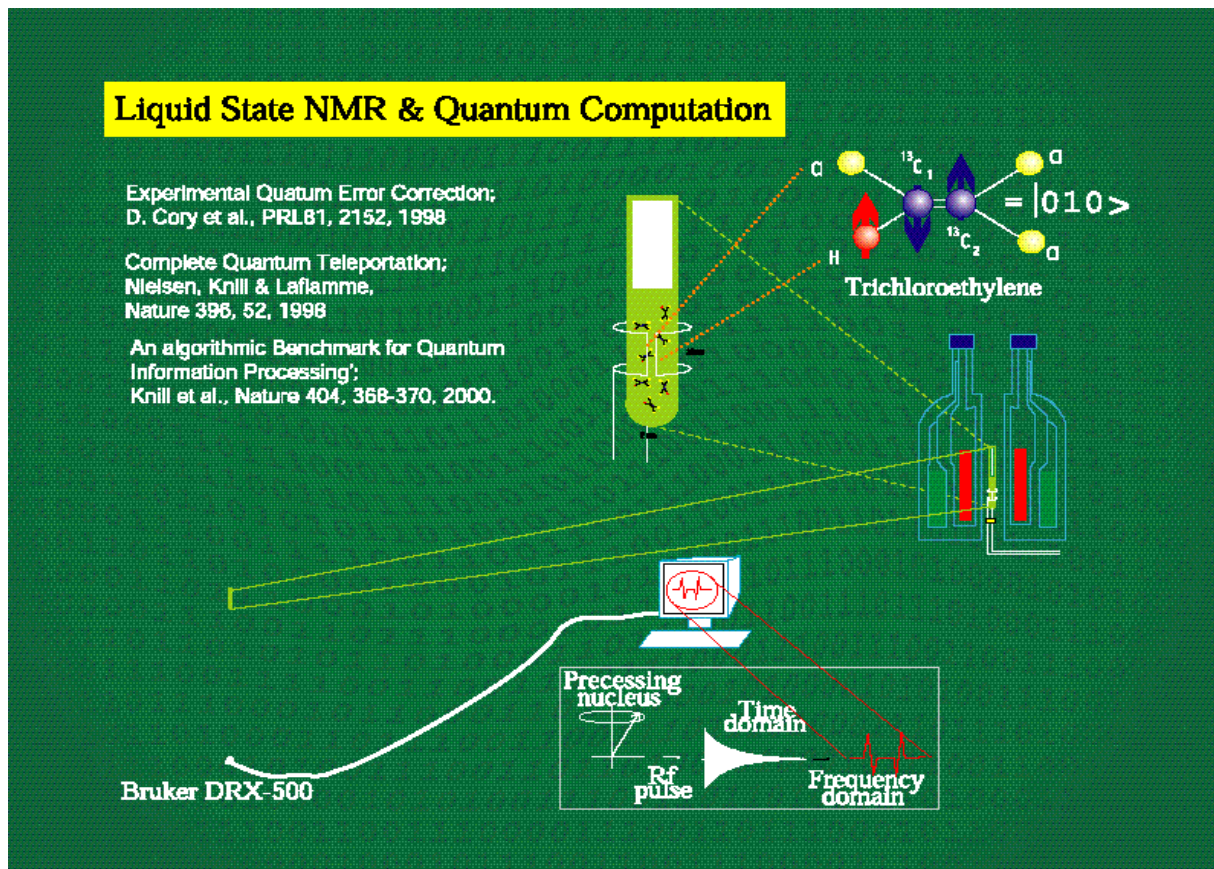 Liquid State NMR & Quantum Computation
Experimental Quatum Error Correction;
D. Cory et al., PRL81, 2152, 1998
Complete Quantum Teleportation;
Nielsen, Knill & Laflamme,
Nature 396, 52, 1998
An algorithmic Benchmark for Quantum
Information Processing';
Knill et al., Nature 404, 368-370, 2000.
Cl
¹³C₁
Cl
= |010>
H
¹³C₂
Cl
Trichloroethylene
Precessing
nucleus
Time
domain
Rf
pulse
Frequency
domain
Bruker DRX-500